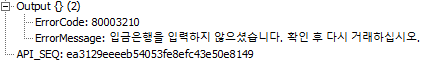 Output {} (2)
ErrorCode: 80003210
ErrorMessage: 입금은행을 입력하지 않으셨습니다. 확인 후 다시 거래하십시오.
API_SEQ: ea3129eeeeb54053fe8efc43e50e8149